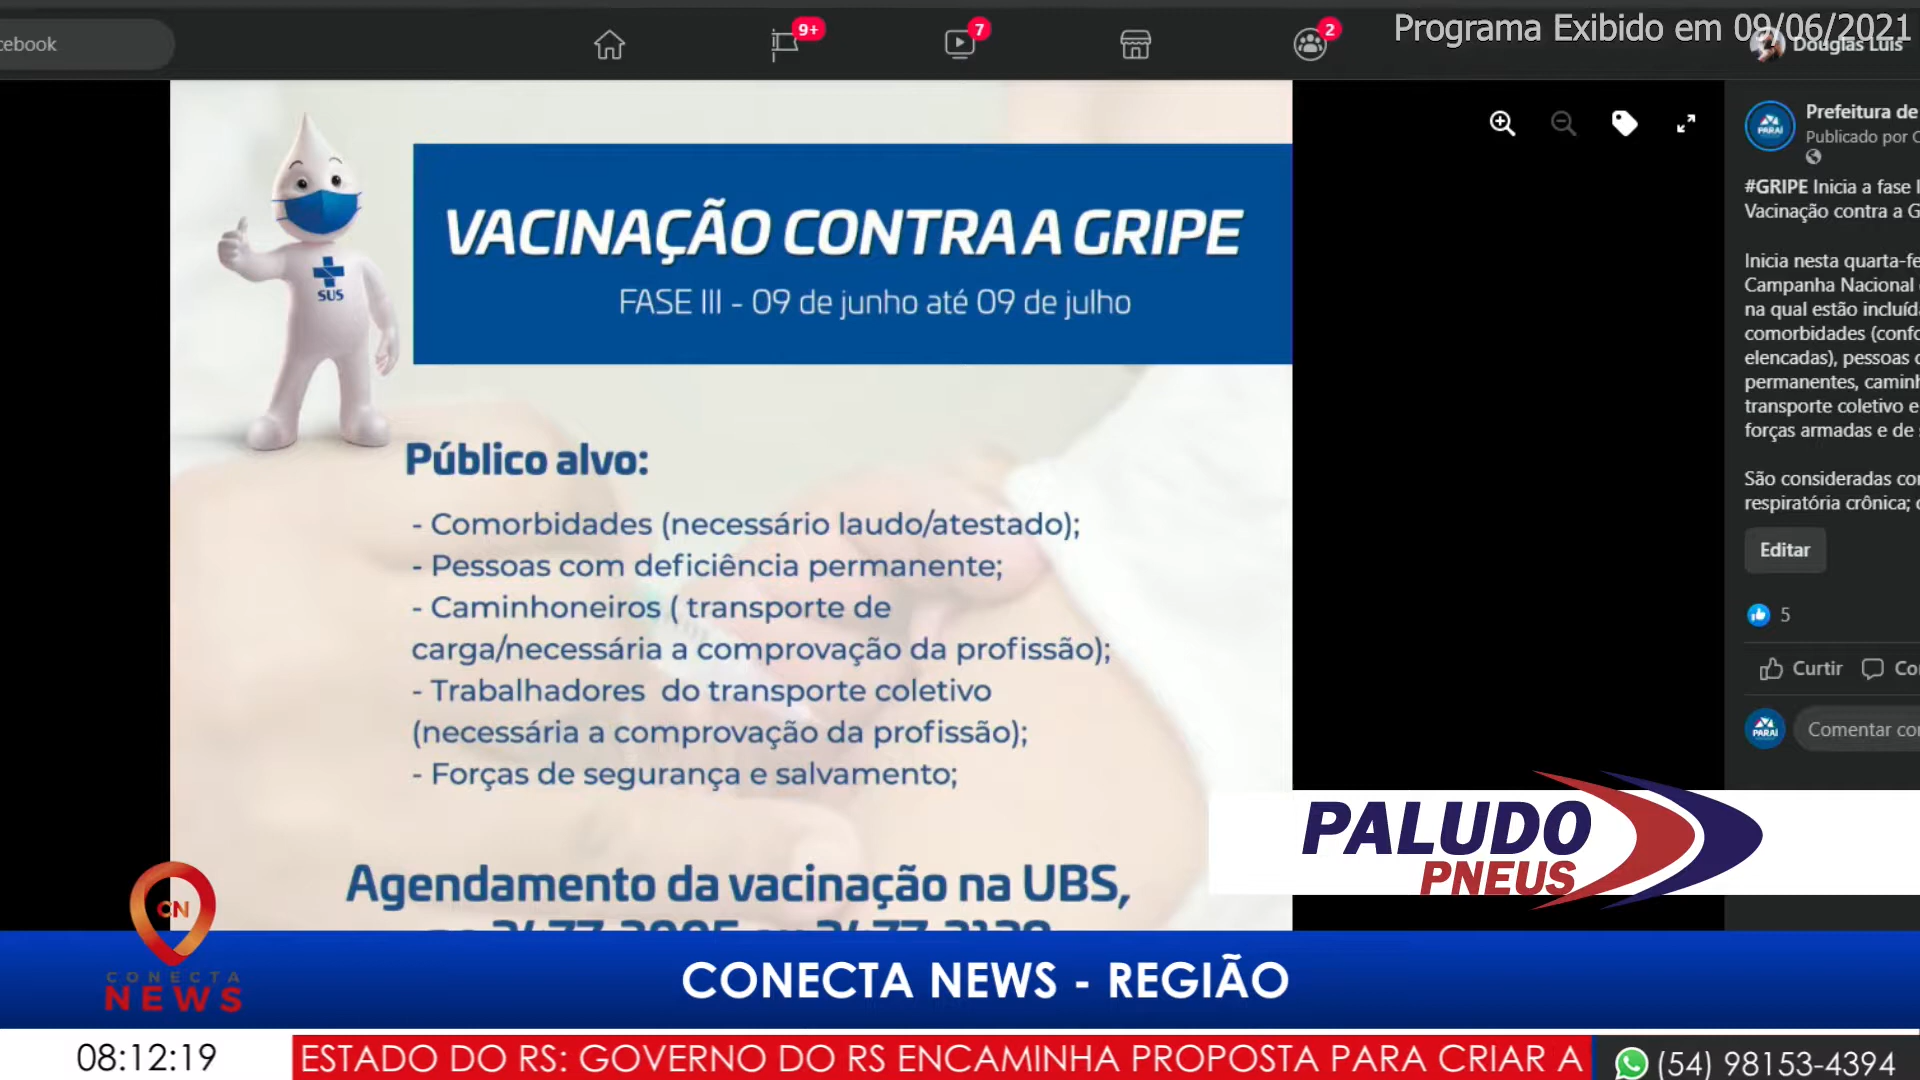 cebook
9+
7
2
Programa Exibido em 09/06/2021
Douglas Luis
SUS
VACINAÇÃO CONTRA A GRIPE
FASE III - 09 de junho até 09 de julho
Público alvo:
- Comorbidades (necessário laudo/atestado);
- Pessoas com deficiência permanente;
- Caminhoneiros ( transporte de
carga/necessária a comprovação da profissão);
- Trabalhadores do transporte coletivo
(necessária a comprovação da profissão);
- Forças de segurança e salvamento;
Agendamento da vacinação na UBS,
PARAÍ
Prefeitura de
Publicado por
#GRIPE Inicia a fase
Vacinação contra a G
Inicia nesta quarta-fe
Campanha Nacional
na qual estão incluída
comorbidades (confo
elencadas), pessoas
permanentes, caminh
transporte coletivo e
forças armadas e de
São consideradas co
respiratória crônica;
Editar
5
Curtir
Co
PARAÍ
Comentar co
PALUDO
PNEUS
CN
CONECTA
NEWS
CONECTA NEWS - REGIÃO
08:12:19
ESTADO DO RS: GOVERNO DO RS ENCAMINHA PROPOSTA PARA CRIAR A
(54) 98153-4394